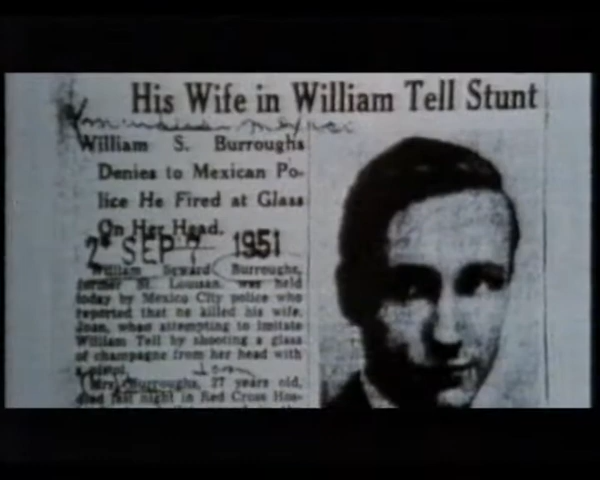 His Wife in William Tell Stunt
William S. Burroughs
Denies to Mexican Po-
lice He Fired at Glass
On Her Head.
2 SEP 7 1951
William Seward Burroughs,
former St. Louisan, was held
today by Mexico City police who
reported that he killed his wife,
Joan, when attempting to imitate
William Tell by shooting a glass
of champagne from her head with
a pistol.
Mrs. Burroughs, 27 years old,
died last night in Red Cross Hos-